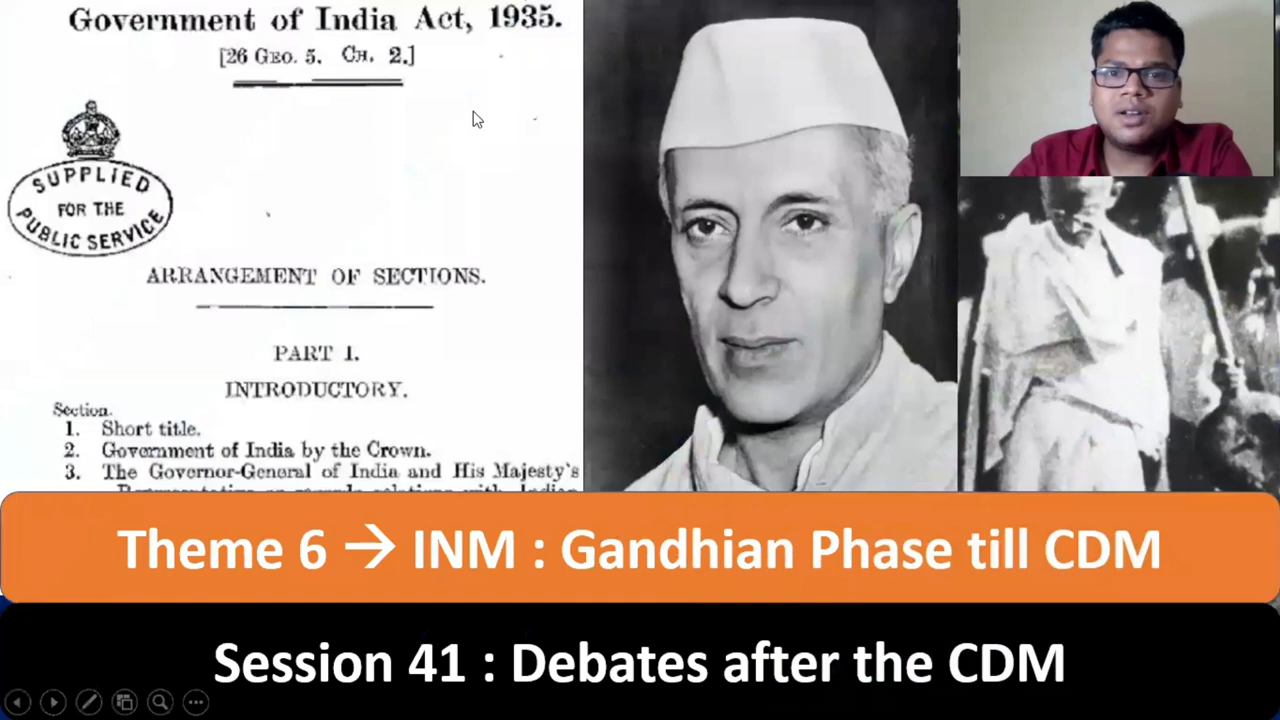 Government of India Act, 1935.
[26 GEO. 5. CH. 2.]
SUPPLIED
FOR THE
PUBLIC SERVICE
ARRANGEMENT OF SECTIONS.
PART I.
INTRODUCTORY.
Section.
1. Short title.
2. Government of India by the Crown.
3. The Governor-General of India and His Majesty's
Theme 6 → INM : Gandhian Phase till CDM
Session 41 : Debates after the CDM